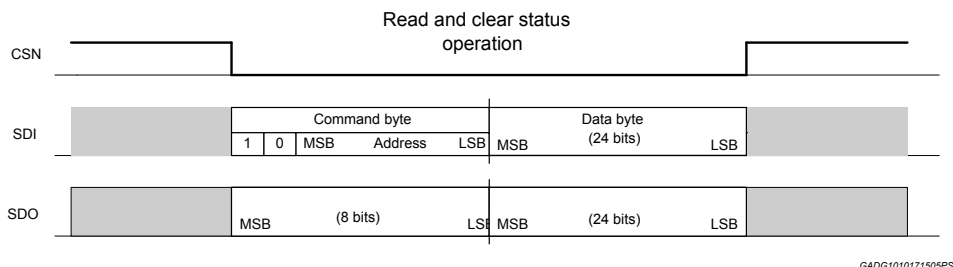 Read and clear status
operation
CSN
SDI
Command byte
Data byte
(24 bits)
1 0 MSB Address LSB
MSB LSB
SDO
MSB (8 bits) LSB
MSB (24 bits) LSB
GADG1010171505PS